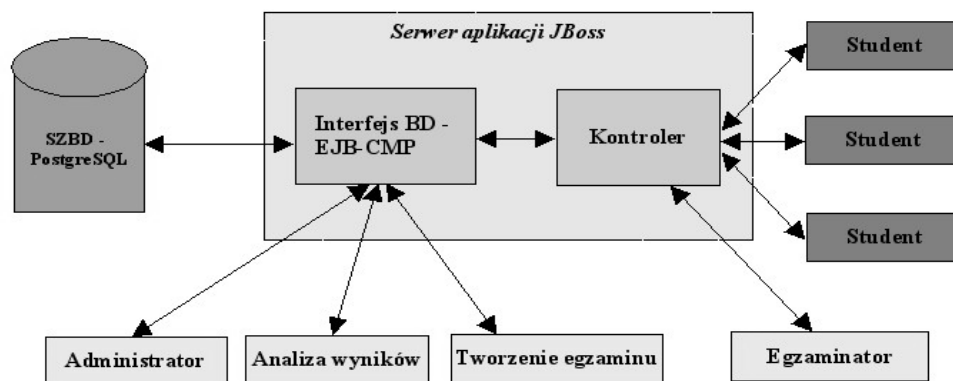 Serwer aplikacji JBoss
SZBD -
PostgreSQL
Interfejs BD -
EJB-CMP
Kontroler
Student
Student
Student
Administrator
Analiza wyników
Tworzenie egzaminu
Egzaminator